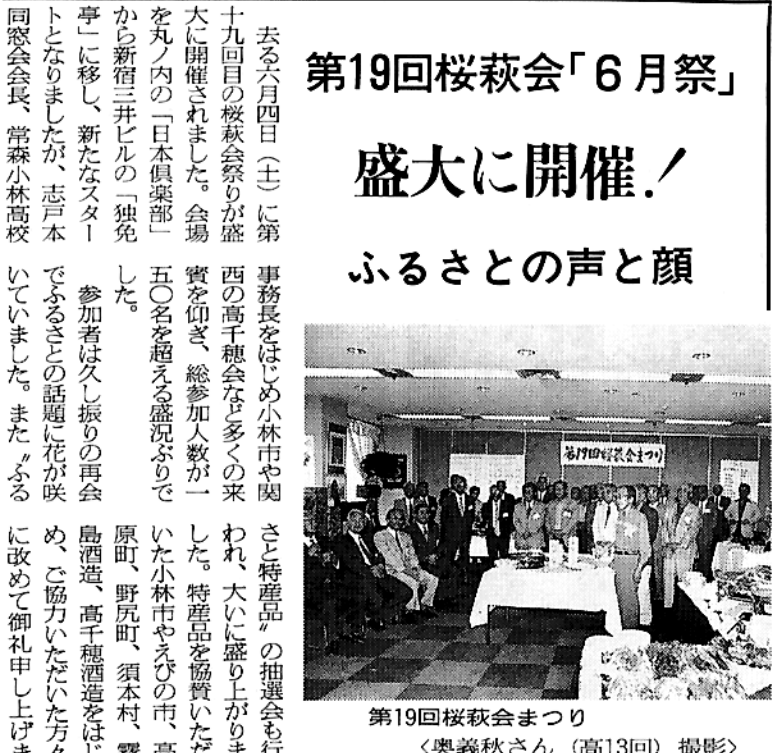 第19回桜萩会「6月祭」
盛大に開催!
ふるさとの声と顔
去る六月四日(土)に第
十九回目の桜萩会祭りが盛
大に開催されました。会場
を丸ノ内の「日本倶楽部」
から新宿三井ビルの「独免
亭」に移し、新たなスター
トとなりましたが、志戸本
同窓会会長、常森小林高校
事務長をはじめ小林市や関
西の高千穂会など多くの来
賓を仰ぎ、総参加人数が一
五〇名を超える盛況ぶりで
した。
参加者は久し振りの再会
でふるさとの話題に花が咲
いていました。また〝ふる
さと特産品〟の抽選会も行
われ、大いに盛り上がりま
した。特産品を協賛いただ
いた小林市やえびの市、高
原町、野尻町、須本村、霧
島酒造、高千穂酒造をはじ
め、ご協力いただいた方々
に改めて御礼申し上げま
第19回桜萩会まつり
第19回桜萩会まつり
〈奥義秋さん(高13回)撮影〉